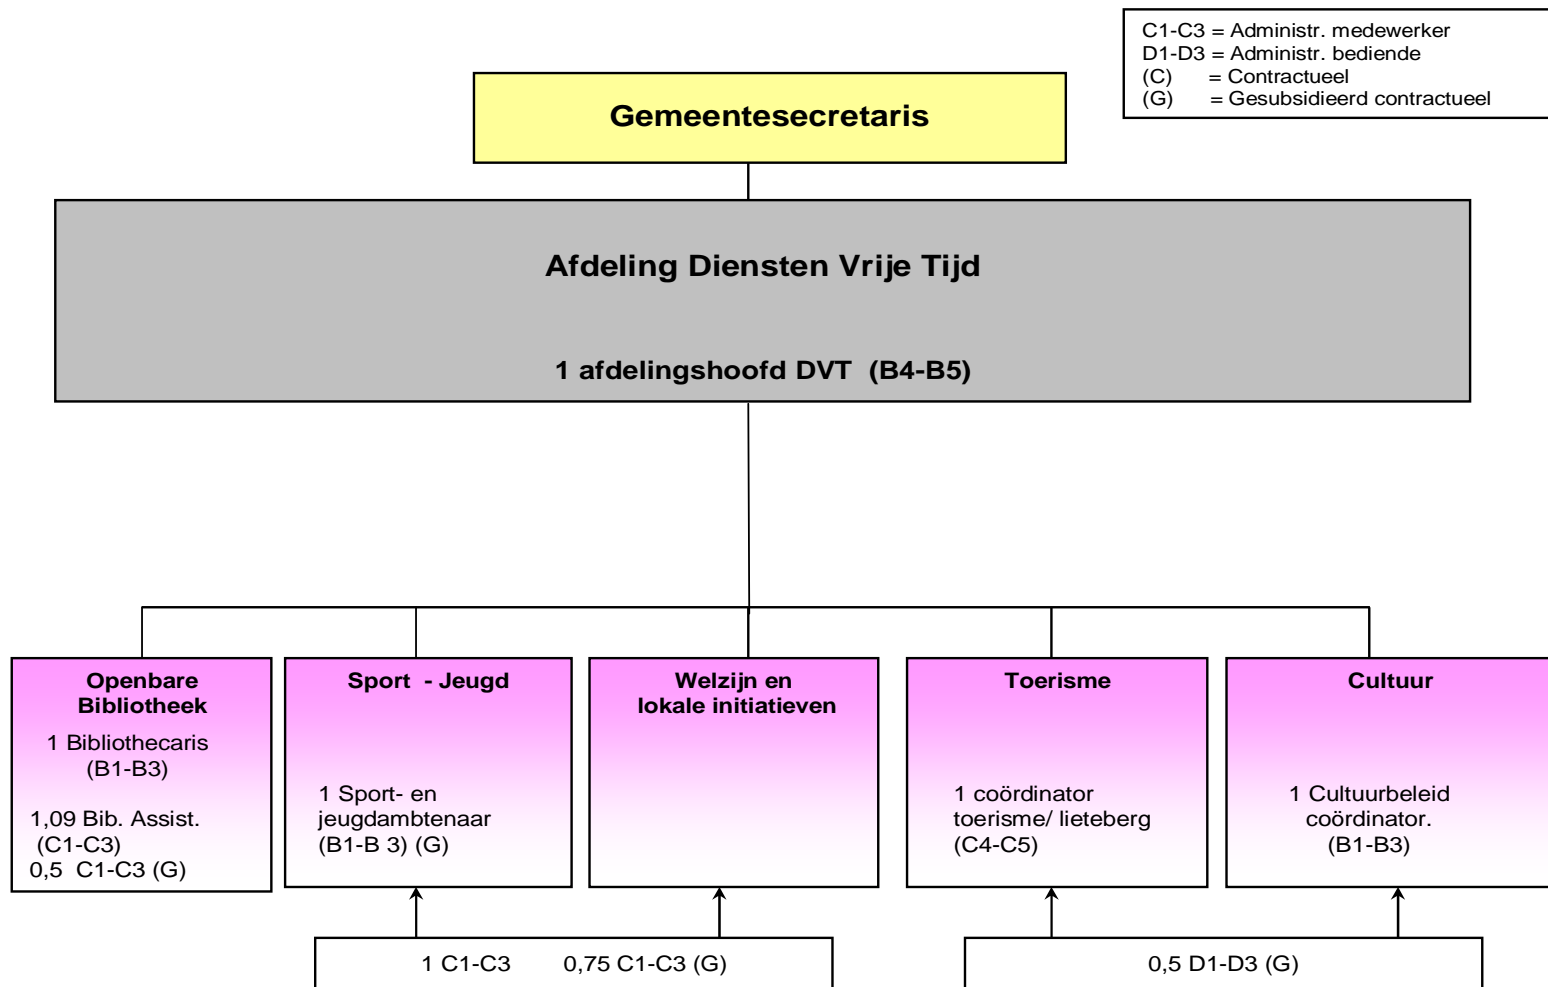 C1-C3 = Administr. medewerker
D1-D3 = Administr. bediende
(C) = Contractueel
(G) = Gesubsidieerd contractueel
Gemeentesecretaris
Afdeling Diensten Vrije Tijd
1 afdelingshoofd DVT (B4-B5)
Openbare
Bibliotheek
1 Bibliothecaris
(B1-B3)
1,09 Bib. Assist.
(C1-C3)
0,5 C1-C3 (G)
Sport - Jeugd
1 Sport- en
jeugdambtenaar
(B1-B 3) (G)
Welzijn en
lokale initiatieven
Toerisme
1 coördinator
toerisme/ lieteberg
(C4-C5)
Cultuur
1 Cultuurbeleid
coördinator.
(B1-B3)
1 C1-C3 0,75 C1-C3 (G)
0,5 D1-D3 (G)